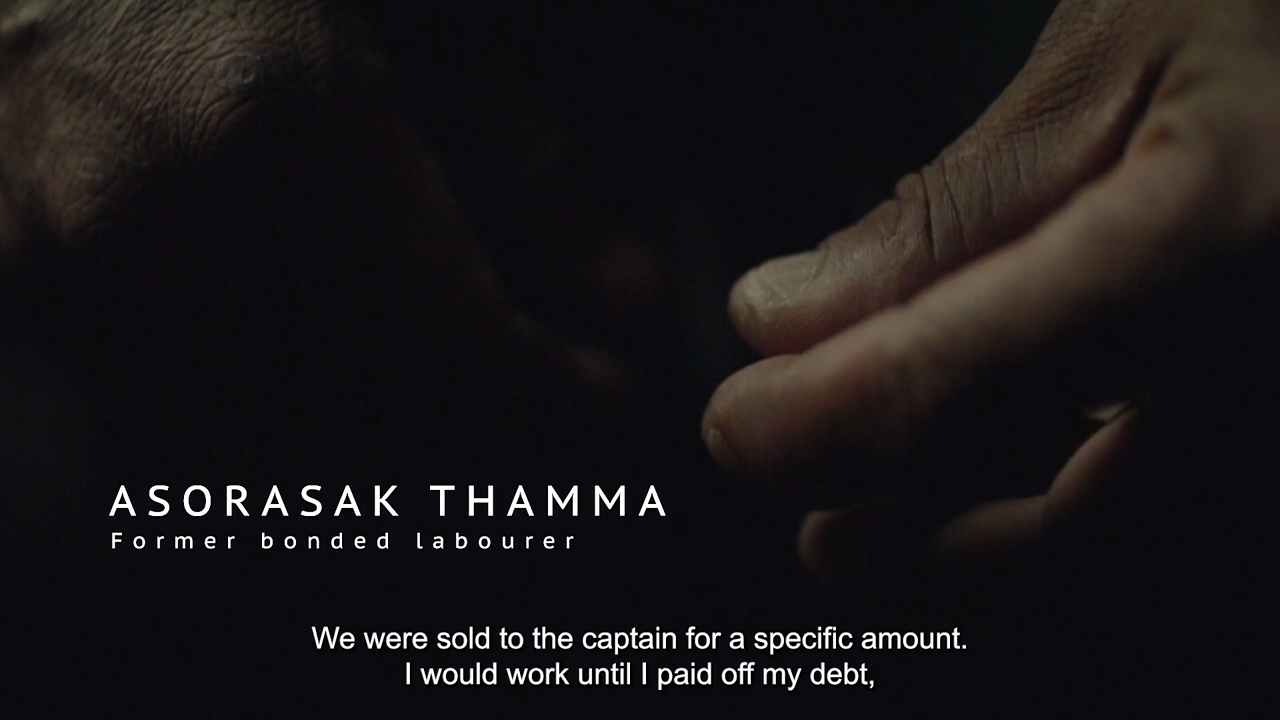 ASORASAK THAMMA
Former bonded labourer
We were sold to the captain for a specific amount.
I would work until I paid off my debt,